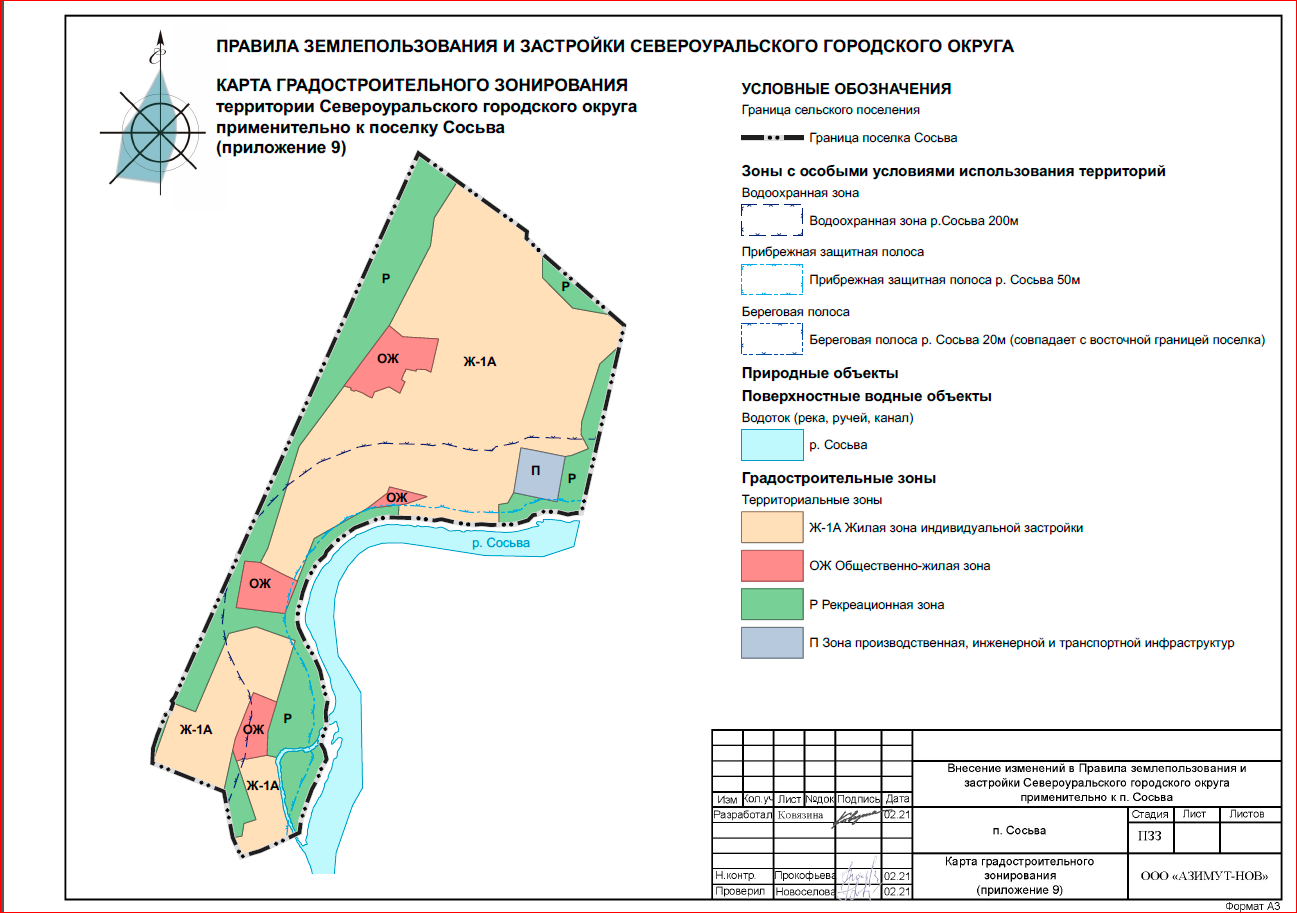 ПРАВИЛА ЗЕМЛЕПОЛЬЗОВАНИЯ И ЗАСТРОЙКИ СЕВЕРОУРАЛЬСКОГО ГОРОДСКОГО ОКРУГА
КАРТА ГРАДОСТРОИТЕЛЬНОГО ЗОНИРОВАНИЯ
территории Североуральского городского округа
применительно к поселку Сосьва
(приложение 9)
С
Р
Р
ОЖ
Ж-1А
П
Р
ОЖ
р. Сосьва
ОЖ
Р
Ж-1А
ОЖ
Ж-1А
УСЛОВНЫЕ ОБОЗНАЧЕНИЯ
Граница сельского поселения
Граница поселка Сосьва
Зоны с особыми условиями использования территорий
Водоохранная зона
Водоохранная зона р.Сосьва 200м
Прибрежная защитная полоса
Прибрежная защитная полоса р. Сосьва 50м
Береговая полоса
Береговая полоса р. Сосьва 20м (совпадает с восточной границей поселка)
Природные объекты
Поверхностные водные объекты
Водоток (река, ручей, канал)
р. Сосьва
Градостроительные зоны
Территориальные зоны
Ж-1А Жилая зона индивидуальной застройки
ОЖ Общественно-жилая зона
Р Рекреационная зона
П Зона производственная, инженерной и транспортной инфраструктур
Изм Кол.уч Лист №док Подпись Дата
Разработал Ковязина 02.21
Н.контр. Прокофьева 02.21
Проверил Новоселова 02.21
Внесение изменений в Правила землепользования и
застройки Североуральского городского округа
применительно к п. Сосьва
п. Сосьва
Стадия Лист Листов
ПЗЗ
Карта градостроительного
зонирования
(приложение 9)
ООО «АЗИМУТ-НОВ»
Формат А3